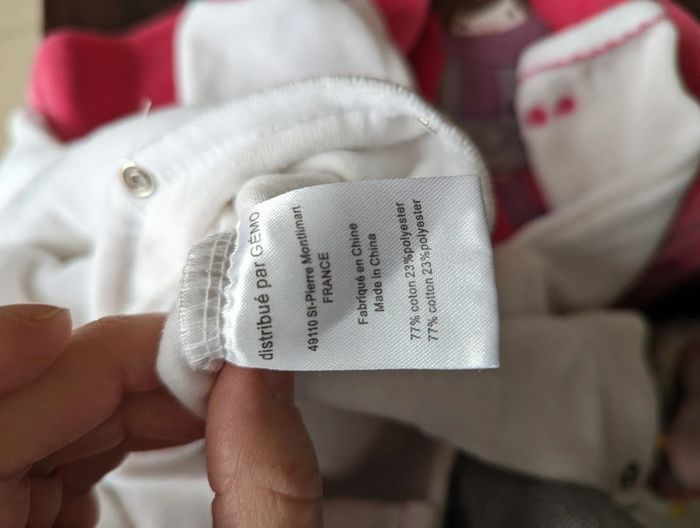 distribué par GÉMO
49110 St-Pierre Montlimart
FRANCE
Fabriqué en Chine
Made in China
77% coton 23%polyester
77% cotton 23%polyester